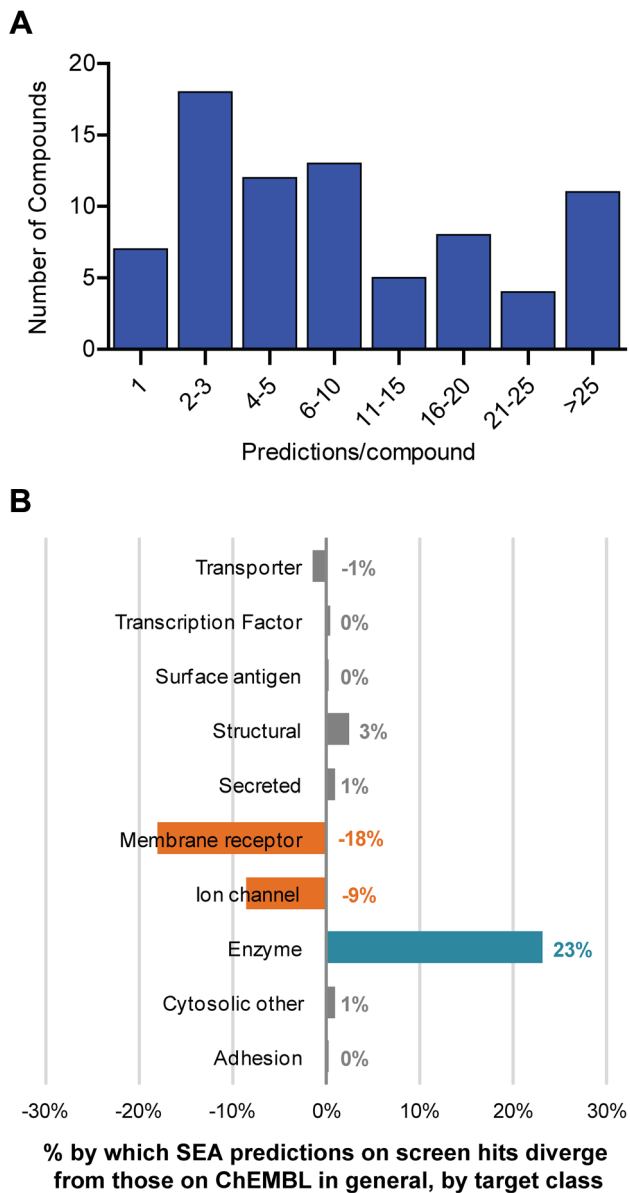 A
20
15
10
5
0
Number of Compounds
1
2-3
4-5
6-10
11-15
16-20
21-25
>25
Predictions/compound
B
Transporter -1%
Transcription Factor 0%
Surface antigen 0%
Structural 3%
Secreted 1%
Membrane receptor -18%
Ion channel -9%
Enzyme 23%
Cytosolic other 1%
Adhesion 0%
-30% -20% -10% 0% 10% 20% 30%
% by which SEA predictions on screen hits diverge
from those on ChEMBL in general, by target class